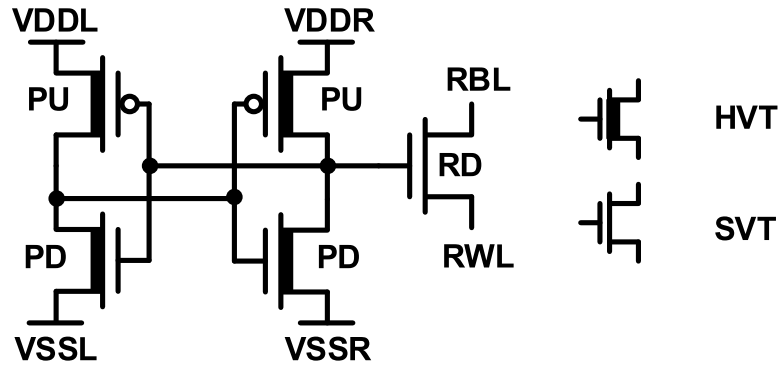 VDDL VDDR
PU PU RBL HVT
RD
PD PD RWL SVT
VSSL VSSR